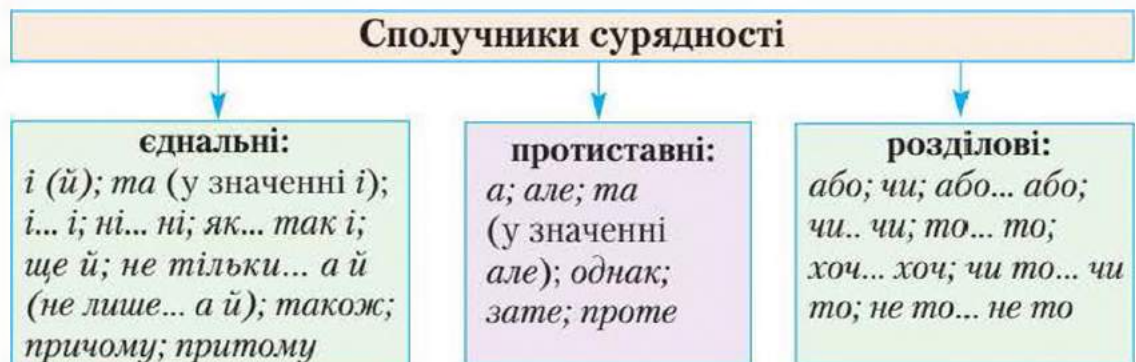 Сполучники сурядності
єднальні:
і (й); та (у значенні і);
і... і; ні... ні; як... так і;
ще й; не тільки... а й
(не лише... а й); також;
причому; притому
протиставні:
а; але; та
(у значенні
але); однак;
зате; проте
розділові:
або; чи; або... або;
чи.. чи; то... то;
хоч... хоч; чи то... чи
то; не то... не то